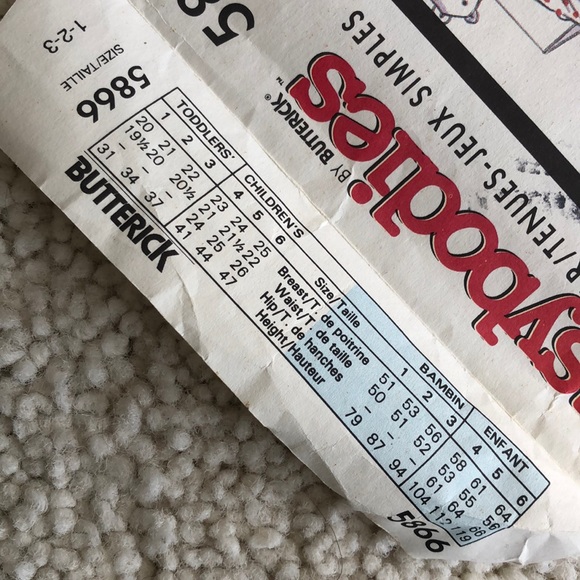 58
BY BUTTERICK®
sybodies™
R/TENUES-JEUX SIMPLES
1-2-3
SIZE/TAILLE
5866
TODDLERS' CHILDREN'S Size/Taille BAMBIN ENFANT
1 2 3 4 5 6 1 2 3 4 5 6
20 21 22 23 24 25 Breast/T. de poitrine 51 53 56 58 61 64
19½ 20 20½ 21 21½ 22 Waist/T. de taille 50 51 52 53 55 56
– – – 24 25 26 Hip/T. de hanches – – – 61 64 66
31 34 37 41 44 47 Height/Hauteur 79 87 94 104 112 119
BUTTERICK
5866